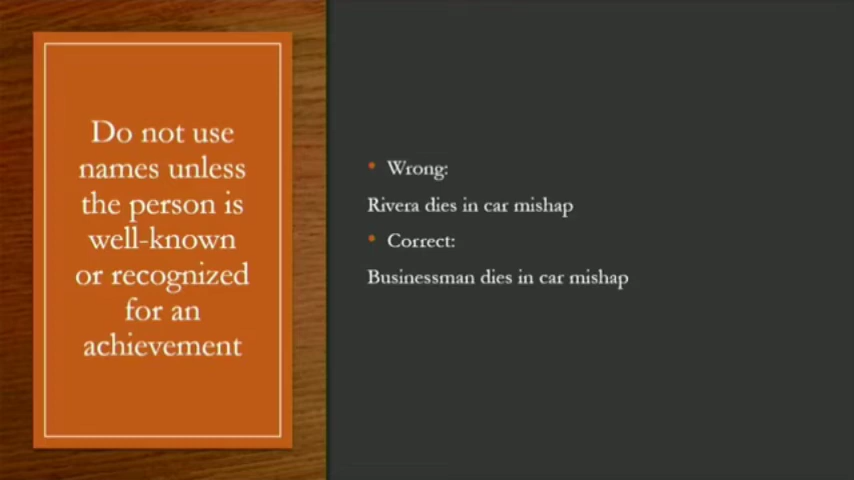 Do not use
names unless
the person is
well-known
or recognized
for an
achievement
• Wrong:
Rivera dies in car mishap
• Correct:
Businessman dies in car mishap